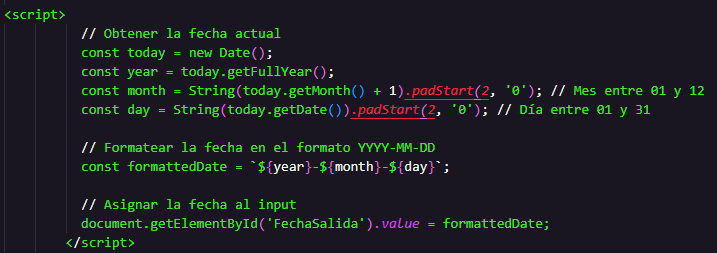 <script>
// Obtener la fecha actual
const today = new Date();
const year = today.getFullYear();
const month = String(today.getMonth() + 1).padStart(2, '0'); // Mes entre 01 y 12
const day = String(today.getDate()).padStart(2, '0'); // Día entre 01 y 31
// Formatear la fecha en el formato YYYY-MM-DD
const formattedDate = `${year}-${month}-${day}`;
// Asignar la fecha al input
document.getElementById('FechaSalida').value = formattedDate;
</script>